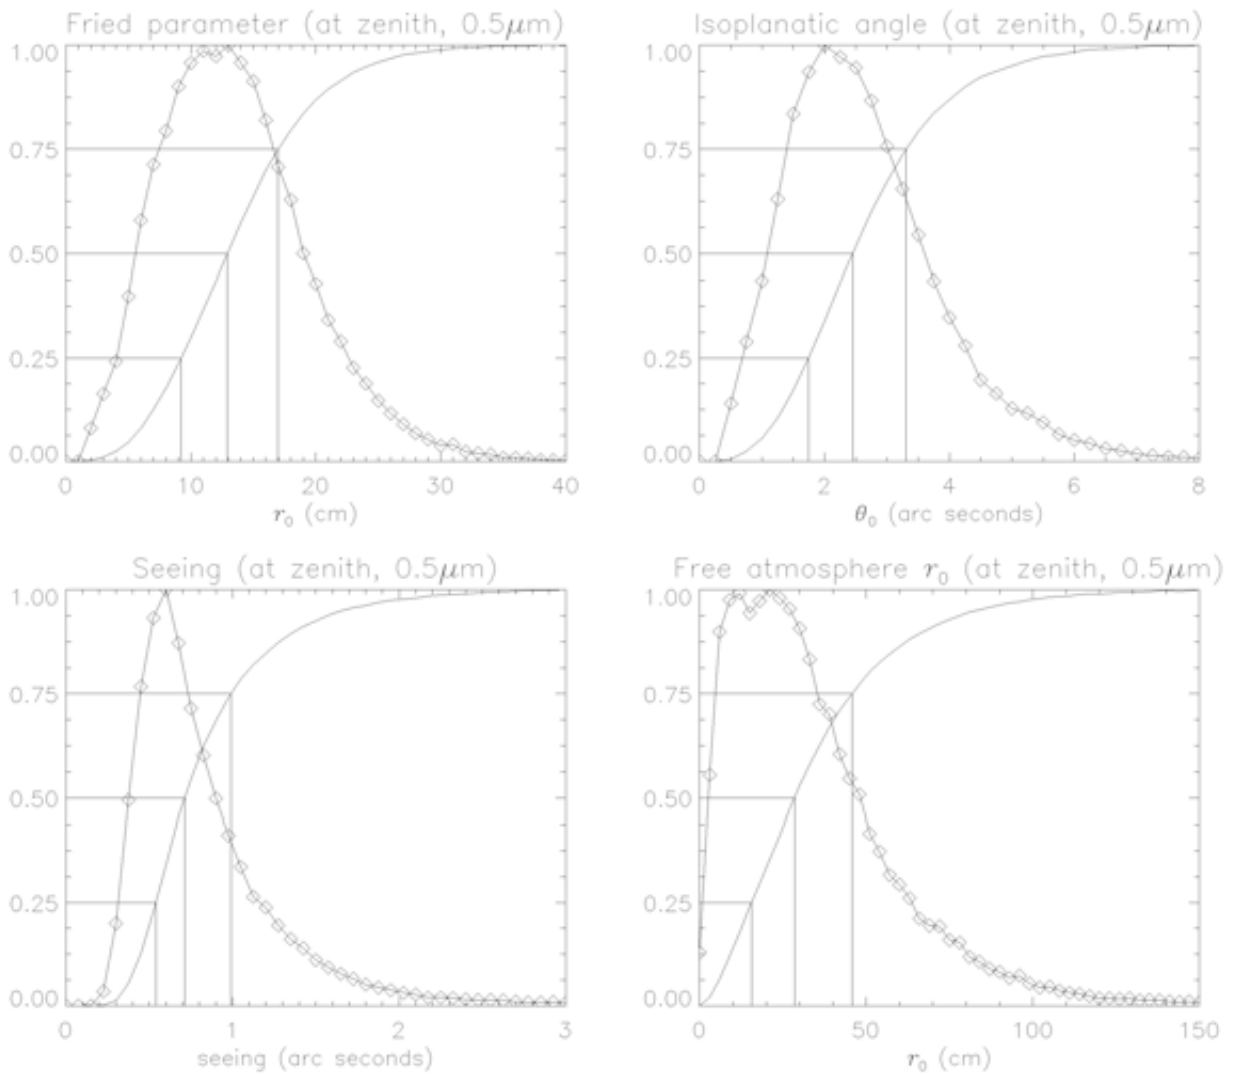 Fried parameter (at zenith, 0.5μm)
1.00
0.75
0.50
0.25
0.00
0 10 20 30 40
r₀ (cm)
Isoplanatic angle (at zenith, 0.5μm)
1.00
0.75
0.50
0.25
0.00
0 2 4 6 8
θ₀ (arc seconds)
Seeing (at zenith, 0.5μm)
1.00
0.75
0.50
0.25
0.00
0 1 2 3
seeing (arc seconds)
Free atmosphere r₀ (at zenith, 0.5μm)
1.00
0.75
0.50
0.25
0.00
0 50 100 150
r₀ (cm)